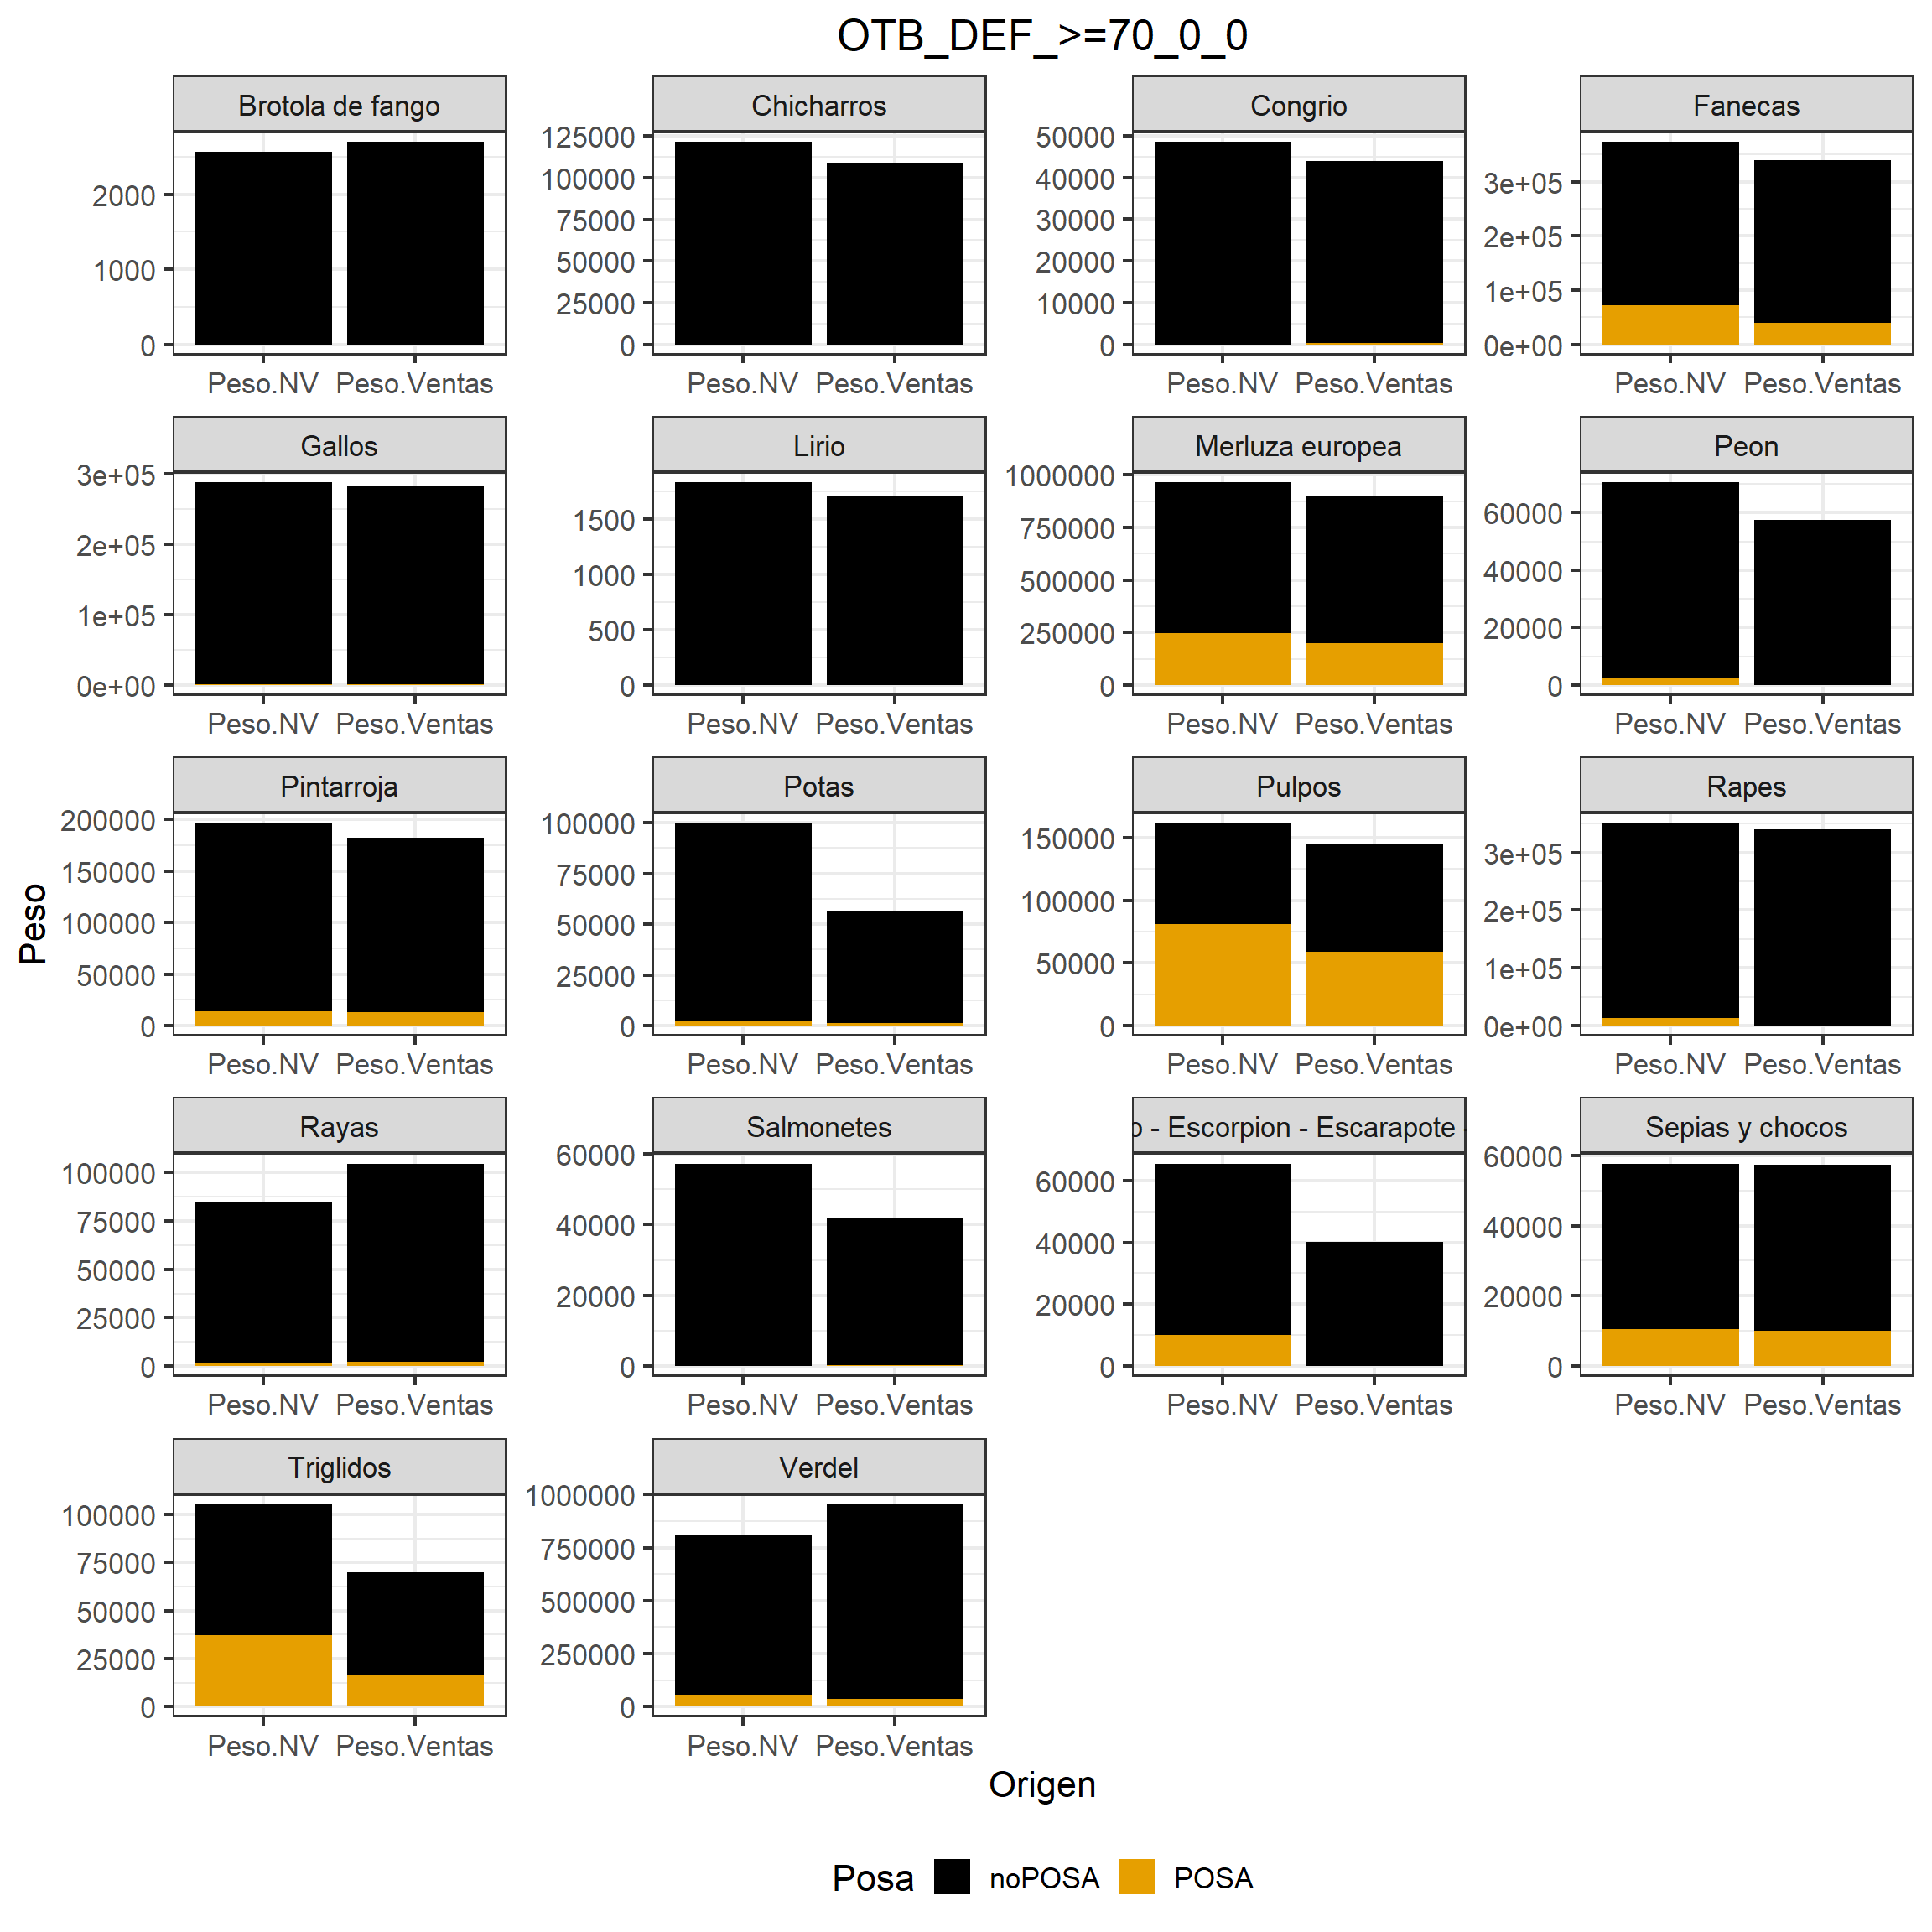 OTB_DEF_>=70_0_0
Brotola de fango
Chicharros
Congrio
Fanecas
2000
1000
0
125000
100000
75000
50000
25000
0
50000
40000
30000
20000
10000
0
3e+05
2e+05
1e+05
0e+00
Peso.NV Peso.Ventas
Peso.NV Peso.Ventas
Peso.NV Peso.Ventas
Peso.NV Peso.Ventas
Gallos
Lirio
Merluza europea
Peon
3e+05
2e+05
1e+05
0e+00
1500
1000
500
0
1000000
750000
500000
250000
0
60000
40000
20000
0
Peso.NV Peso.Ventas
Peso.NV Peso.Ventas
Peso.NV Peso.Ventas
Peso.NV Peso.Ventas
Pintarroja
Potas
Pulpos
Rapes
200000
150000
100000
50000
0
100000
75000
50000
25000
0
150000
100000
50000
0
3e+05
2e+05
1e+05
0e+00
Peso.NV Peso.Ventas
Peso.NV Peso.Ventas
Peso.NV Peso.Ventas
Peso.NV Peso.Ventas
Peso
Rayas
Salmonetes
o - Escorpion - Escarapote
Sepias y chocos
100000
75000
50000
25000
0
60000
40000
20000
0
60000
40000
20000
0
60000
40000
20000
0
Peso.NV Peso.Ventas
Peso.NV Peso.Ventas
Peso.NV Peso.Ventas
Peso.NV Peso.Ventas
Triglidos
Verdel
100000
75000
50000
25000
0
1000000
750000
500000
250000
0
Peso.NV Peso.Ventas
Peso.NV Peso.Ventas
Origen
Posa noPOSA POSA